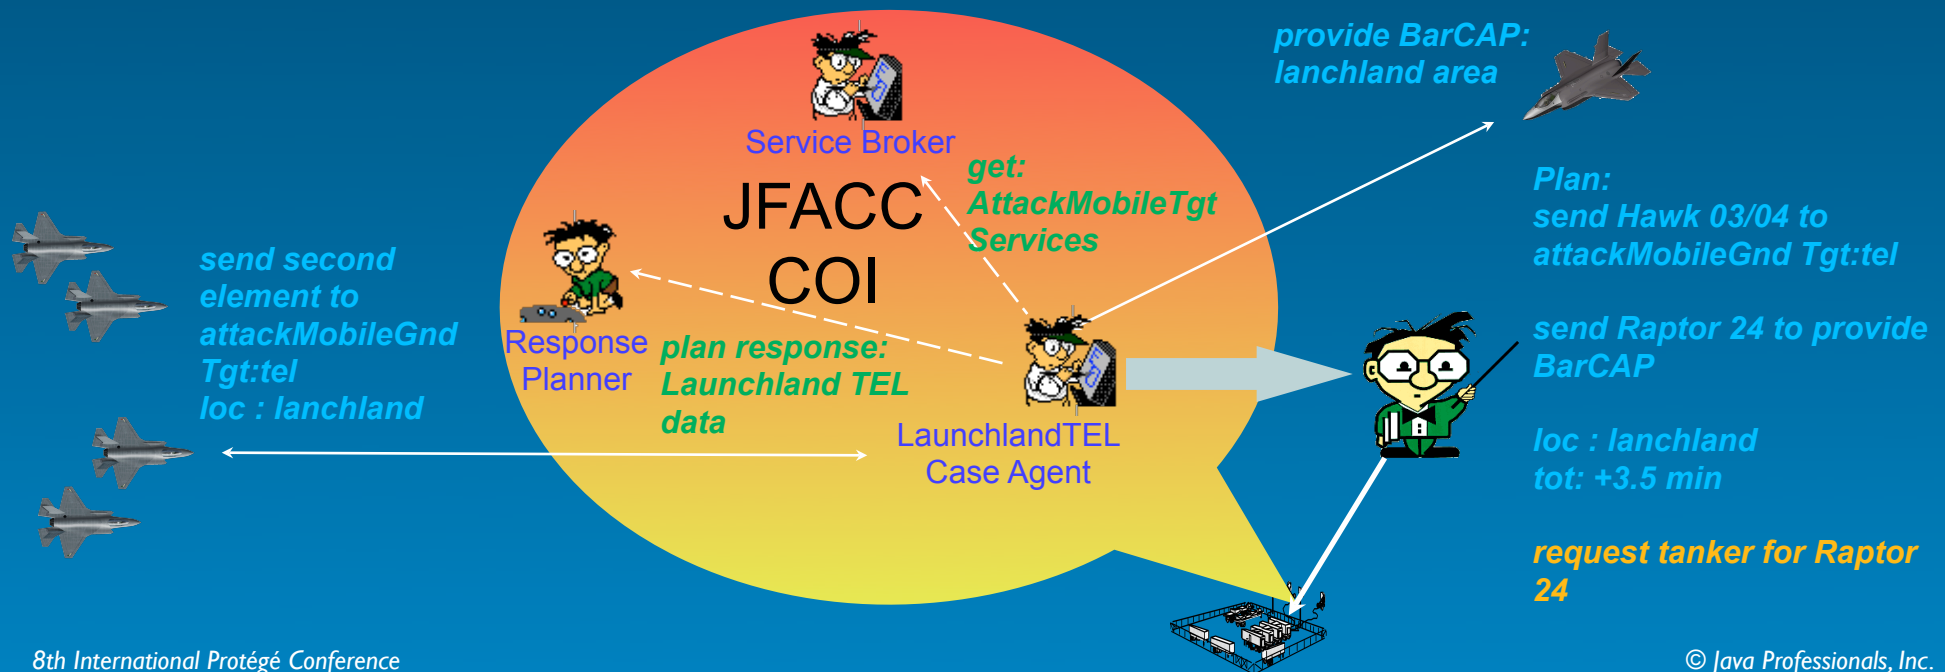 provide BarCAP:
lanchland area
Service Broker
get:
AttackMobileTgt
Services
JFACC
COI
Plan:
send Hawk 03/04 to
attackMobileGnd Tgt:tel
send second
element to
attackMobileGnd
Tgt:tel
loc : lanchland
Response
Planner
plan response:
Launchland TEL
data
send Raptor 24 to provide
BarCAP
LaunchlandTEL
Case Agent
loc : lanchland
tot: +3.5 min
request tanker for Raptor
24
8th International Protégé Conference
© Java Professionals, Inc.